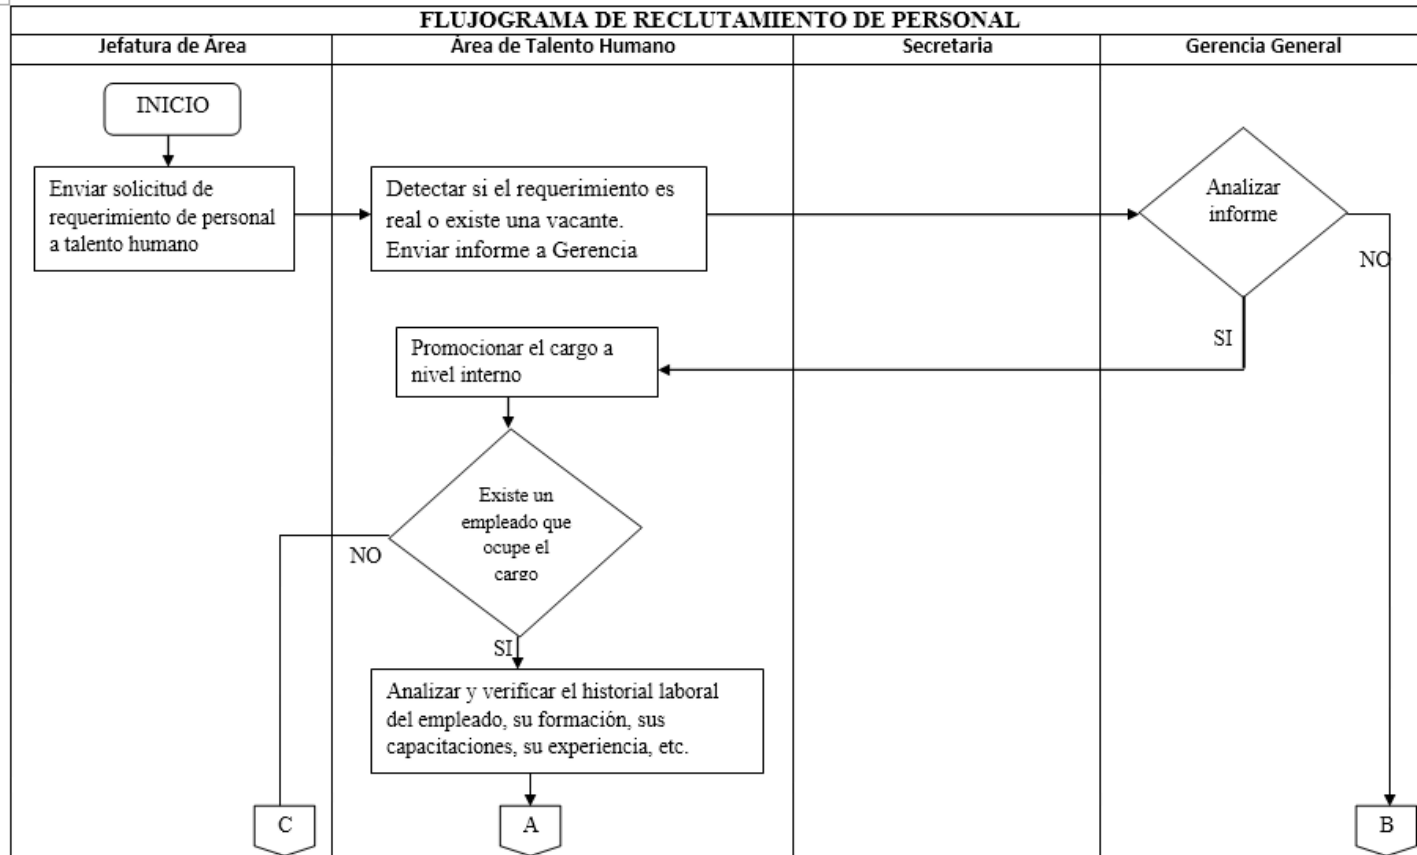 FLUJOGRAMA DE RECLUTAMIENTO DE PERSONAL
Jefatura de Área
Área de Talento Humano
Secretaria
Gerencia General
INICIO
Enviar solicitud de
requerimiento de personal
a talento humano
Detectar si el requerimiento es
real o existe una vacante.
Enviar informe a Gerencia
Analizar
informe
NO
SI
Promocionar el cargo a
nivel interno
Existe un
empleado que
ocupe el
cargo
NO
SI
Analizar y verificar el historial laboral
del empleado, su formación, sus
capacitaciones, su experiencia, etc.
C
A
B